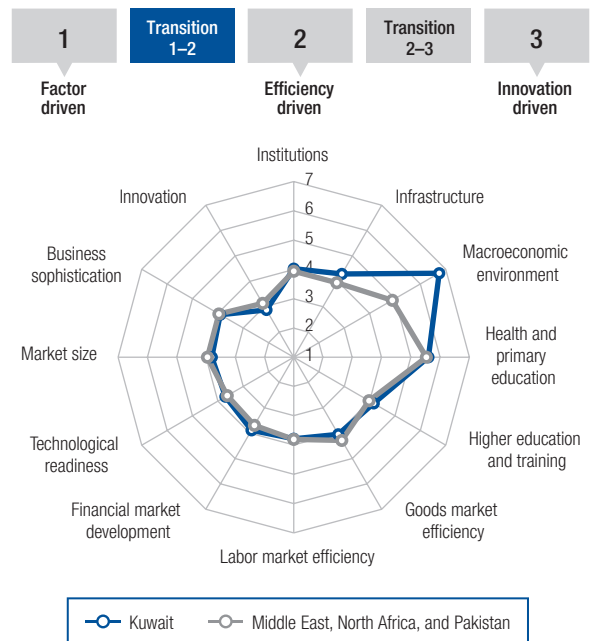 1
Transition
1–2
2
Transition
2–3
3
Factor
driven
Efficiency
driven
Innovation
driven
Institutions
Infrastructure
Macroeconomic
environment
Health and
primary
education
Higher education
and training
Goods market
efficiency
Labor market efficiency
Financial market
development
Technological
readiness
Market size
Business
sophistication
Innovation
7
6
5
4
3
2
1
Kuwait
Middle East, North Africa, and Pakistan